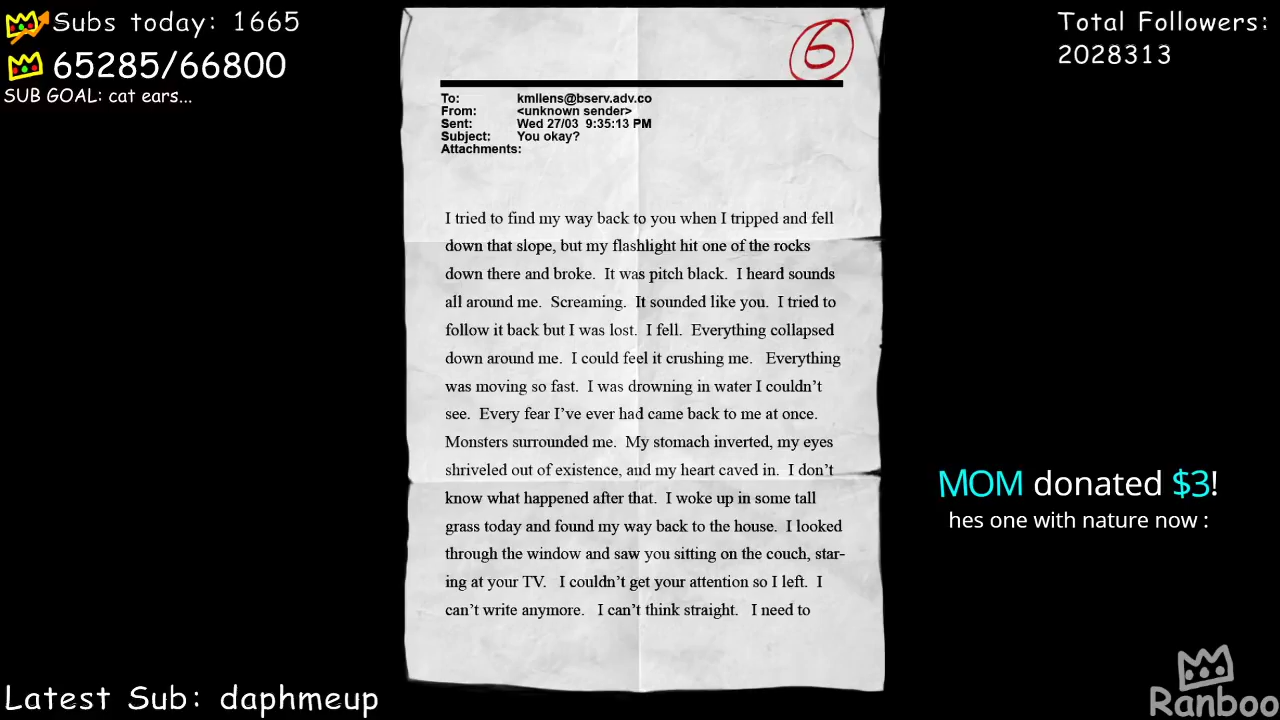 Subs today: 1665
65285/66800
SUB GOAL: cat ears...
Total Followers:
2028313
6
To: kmllens@bserv.adv.co
From: <unknown sender>
Sent: Wed 27/03 9:35:13 PM
Subject: You okay?
Attachments:
I tried to find my way back to you when I tripped and fell
down that slope, but my flashlight hit one of the rocks
down there and broke. It was pitch black. I heard sounds
all around me. Screaming. It sounded like you. I tried to
follow it back but I was lost. I fell. Everything collapsed
down around me. I could feel it crushing me. Everything
was moving so fast. I was drowning in water I couldn't
see. Every fear I've ever had came back to me at once.
Monsters surrounded me. My stomach inverted, my eyes
shriveled out of existence, and my heart caved in. I don't
know what happened after that. I woke up in some tall
grass today and found my way back to the house. I looked
through the window and saw you sitting on the couch, star-
ing at your TV. I couldn't get your attention so I left. I
can't write anymore. I can't think straight. I need to
MOM donated $3!
hes one with nature now :
Latest Sub: daphmeup
Ranboo